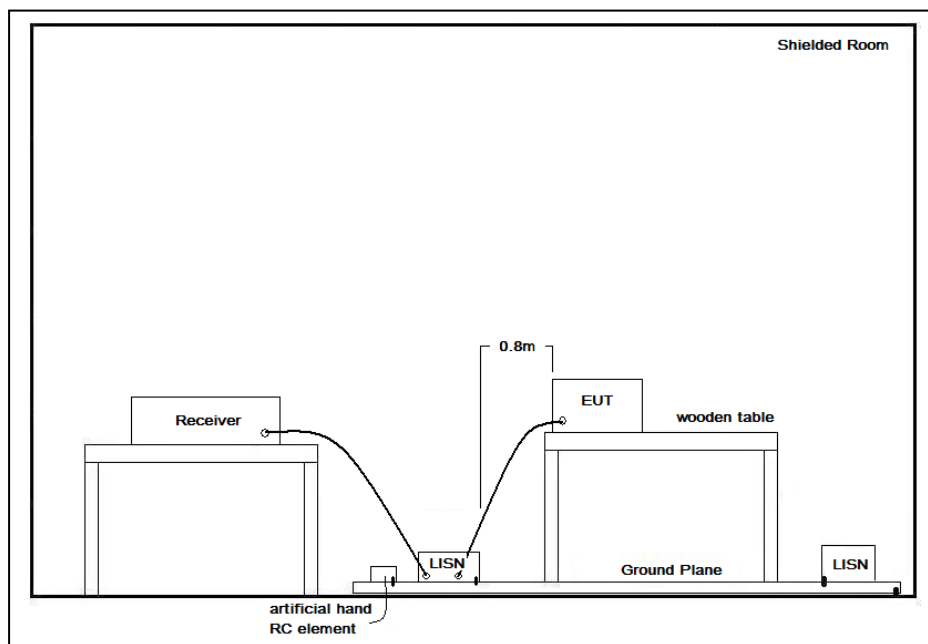 Shielded Room
0.8m
EUT
Receiver
wooden table
LISN
Ground Plane
LISN
artificial hand
RC element